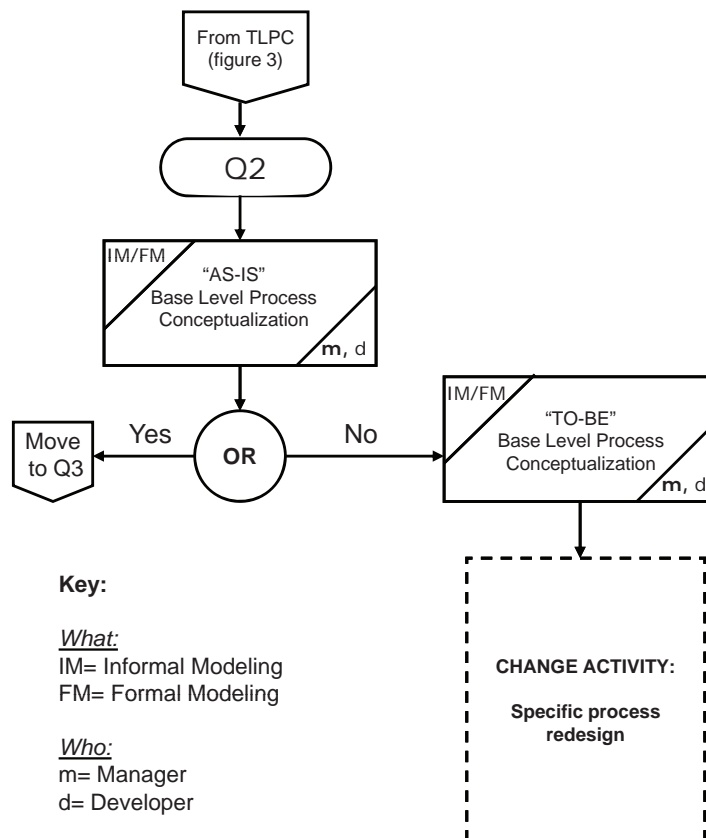 From TLPC
(figure 3)
Q2
IM/FM
“AS-IS”
Base Level Process
Conceptualization
m, d
Move
to Q3
Yes
OR
No
IM/FM
“TO-BE”
Base Level Process
Conceptualization
m, d
Key:
What:
IM= Informal Modeling
FM= Formal Modeling
Who:
m= Manager
d= Developer
CHANGE ACTIVITY:
Specific process
redesign